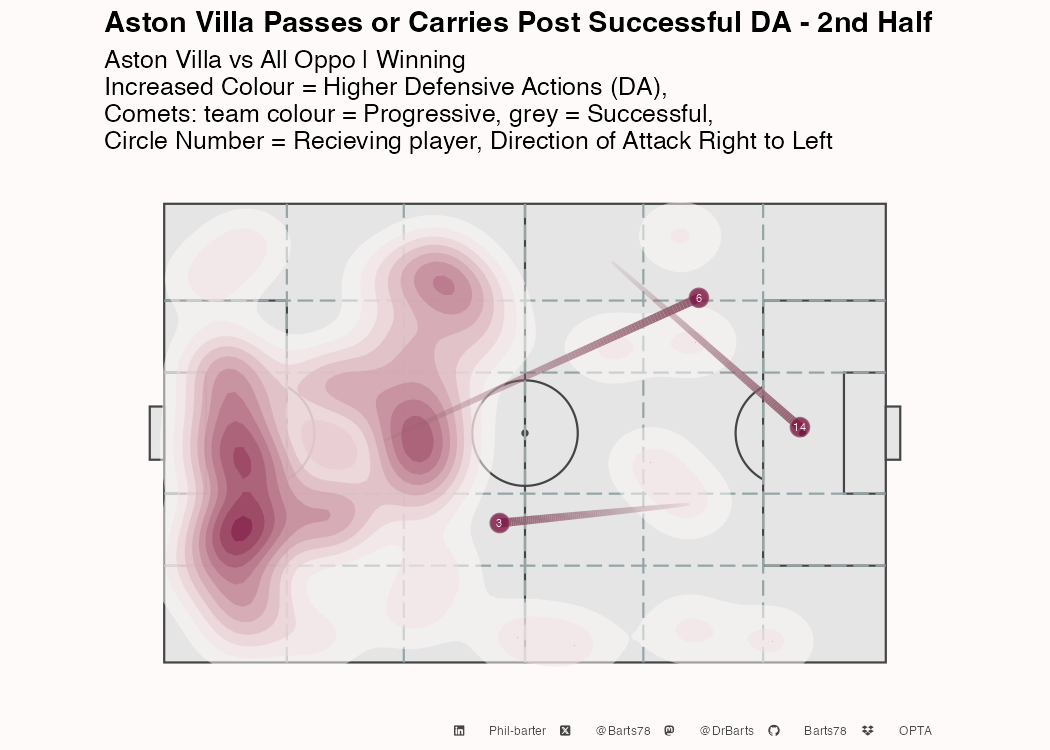 Aston Villa Passes or Carries Post Successful DA - 2nd Half
Aston Villa vs All Oppo | Winning
Increased Colour = Higher Defensive Actions (DA),
Comets: team colour = Progressive, grey = Successful,
Circle Number = Recieving player, Direction of Attack Right to Left
6
14
3
Phil-barter @Barts78 @DrBarts Barts78 OPTA